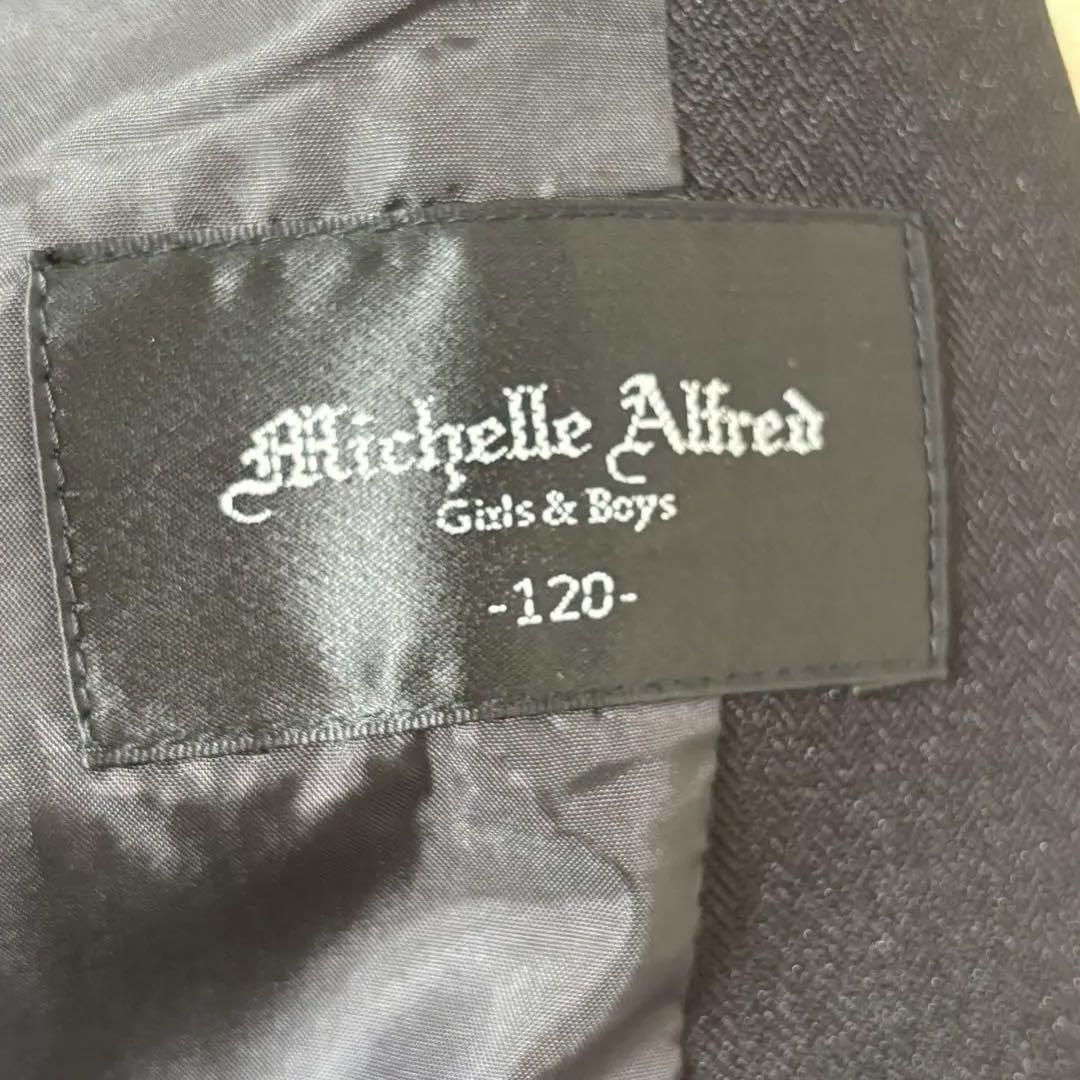 Michelle Alfred
Girls & Boys
-120-